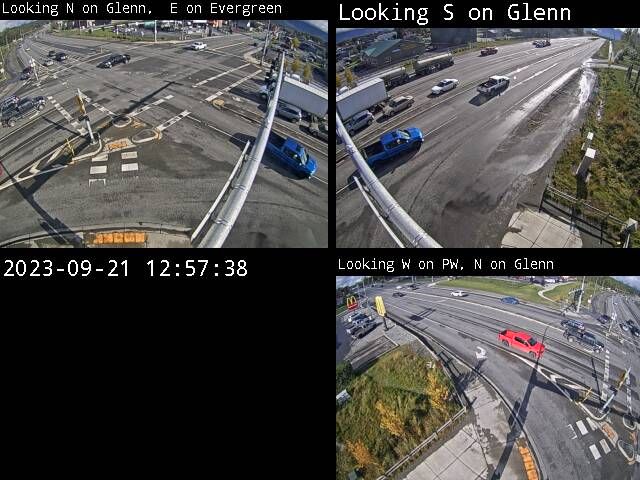 Looking N on Glenn, E on Evergreen
Looking S on Glenn
2023-09-21 12:57:38
Looking W on PW, N on Glenn